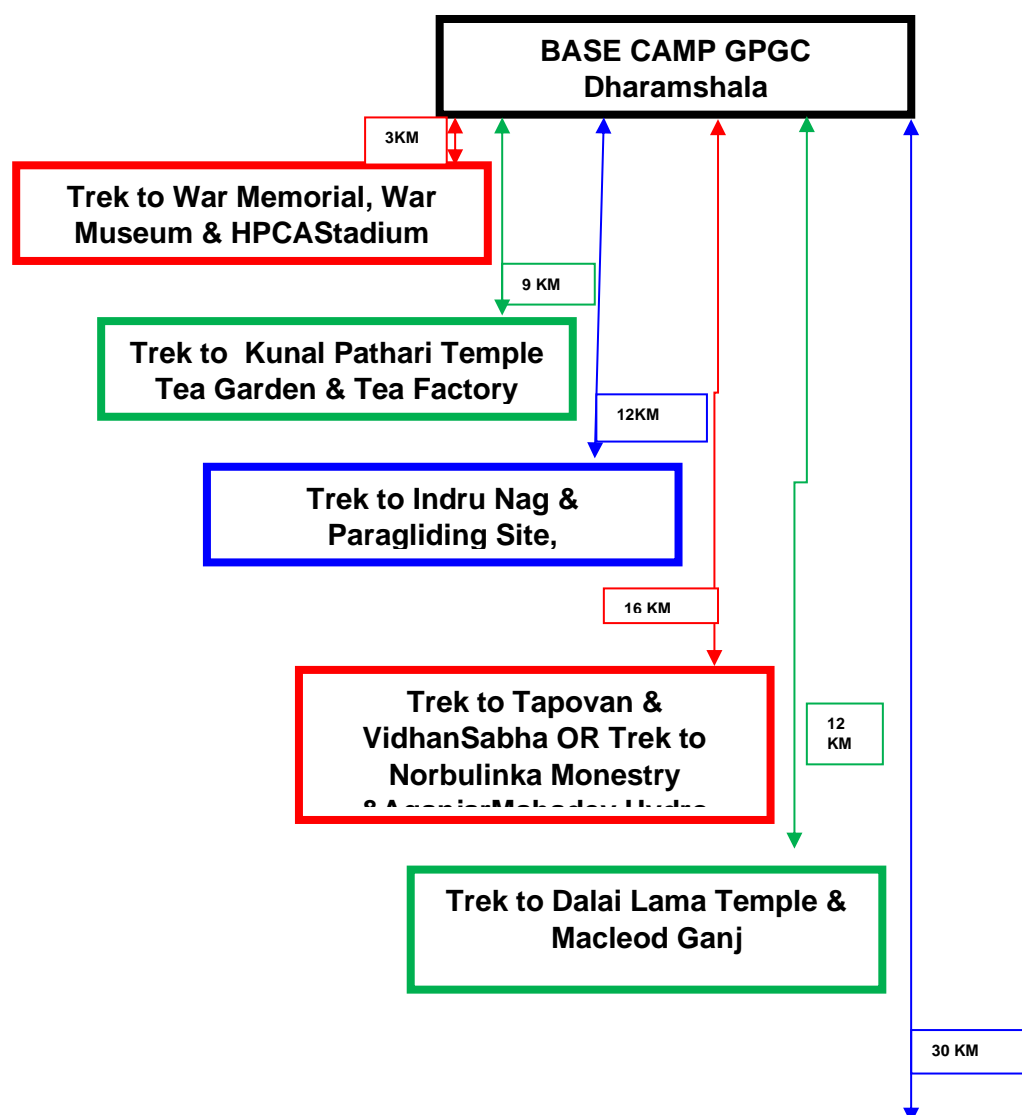 BASE CAMP GPGC
Dharamshala
3KM
Trek to War Memorial, War
Museum & HPCAStadium
9 KM
Trek to Kunal Pathari Temple
Tea Garden & Tea Factory
12KM
Trek to Indru Nag &
Paragliding Site,
16 KM
Trek to Tapovan &
VidhanSabha OR Trek to
Norbulinka Monestry
&AganjarMahadev Hydro
12
KM
Trek to Dalai Lama Temple &
Macleod Ganj
30 KM